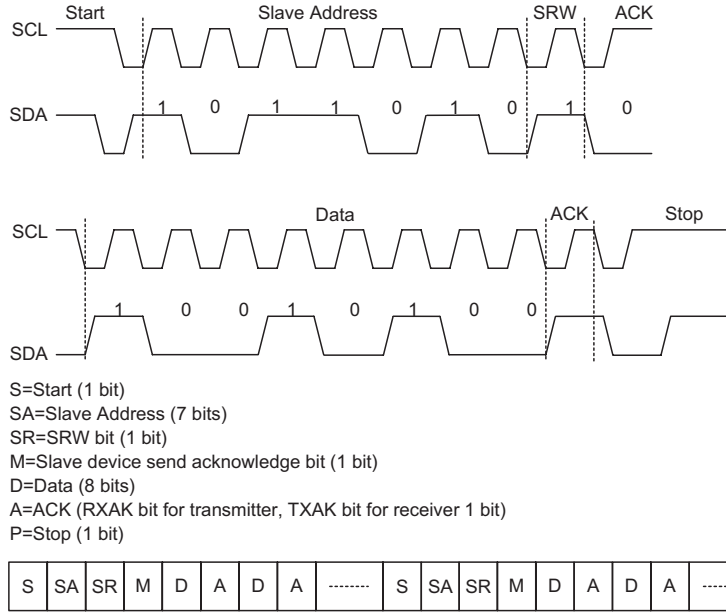 Start Slave Address SRW ACK
SCL
SDA 1 0 1 1 0 1 0 1 0
Data ACK Stop
SCL
1 0 0 1 0 1 0 0
SDA
S=Start (1 bit)
SA=Slave Address (7 bits)
SR=SRW bit (1 bit)
M=Slave device send acknowledge bit (1 bit)
D=Data (8 bits)
A=ACK (RXAK bit for transmitter, TXAK bit for receiver 1 bit)
P=Stop (1 bit)
S SA SR M D A D A ........ S SA SR M D A D A .....